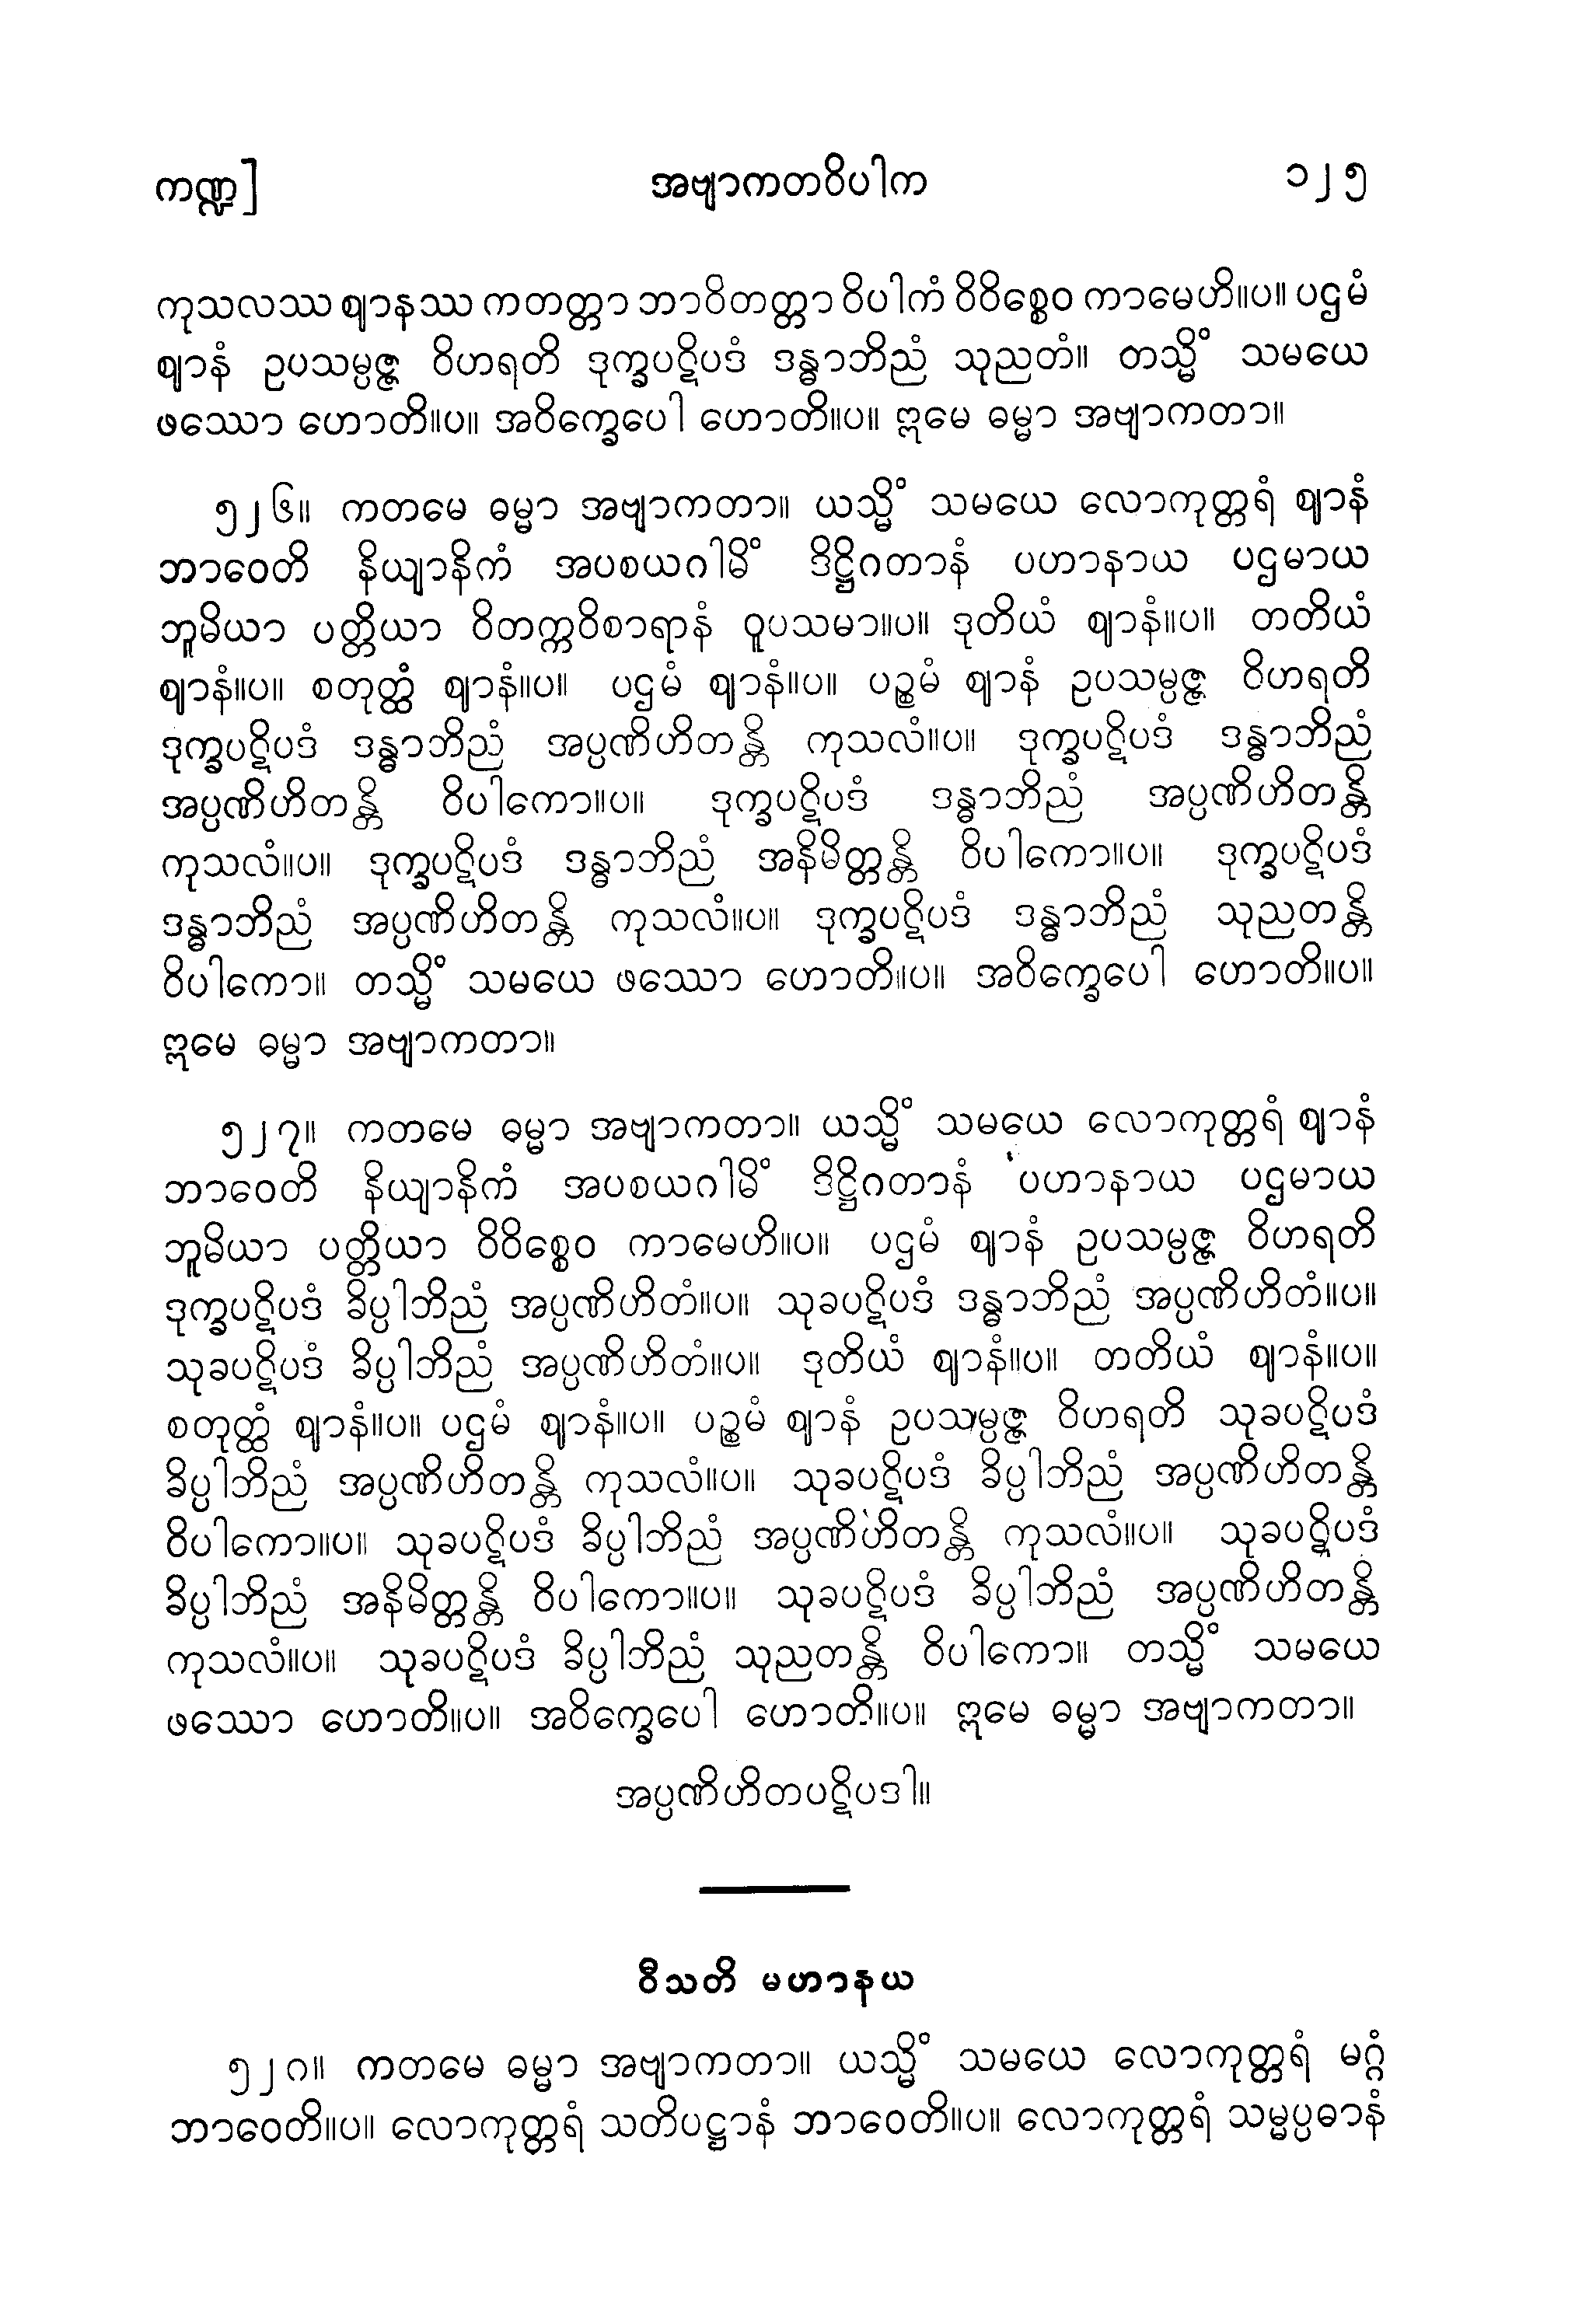 ကဏ္ဍ]
အဗျာကတဝိပါက
၁၂၅
ကုသလဿ ဈာနဿ ကတတ္တာ ဘာဝိတတ္တာ ဝိပါကံ ဝိဝိစ္စေဝ ကာမေဟိ။ပ။ ပဌမံ
ဈာနံ ဥပသမ္ပဇ္ဇ ဝိဟရတိ ဒုက္ခပဋိပဒံ ဒန္ဓာဘိညံ သုညတံ။ တသ္မိံ သမယေ
ဖဿော ဟောတိ။ပ။ အဝိက္ခေပေါ ဟောတိ။ပ။ ဣမေ ဓမ္မာ အဗျာကတာ။
၅၂၆။ ကတမေ ဓမ္မာ အဗျာကတာ။ ယသ္မိံ သမယေ လောကုတ္တရံ ဈာနံ
ဘာဝေတိ နိယျာနိကံ အပစယဂါမိံ ဒိဋ္ဌိဂတာနံ ပဟာနာယ ပဌမာယ
ဘူမိယာ ပတ္တိယာ ဝိတက္ကဝိစာရာနံ ဝူပသမာ။ပ။ ဒုတိယံ ဈာနံ။ပ။ တတိယံ
ဈာနံ။ပ။ စတုတ္ထံ ဈာနံ။ပ။ ပဌမံ ဈာနံ။ပ။ ပဉ္စမံ ဈာနံ ဥပသမ္ပဇ္ဇ ဝိဟရတိ
ဒုက္ခပဋိပဒံ ဒန္ဓာဘိညံ အပ္ပဏိဟိတန္တိ ကုသလံ။ပ။ ဒုက္ခပဋိပဒံ ဒန္ဓာဘိညံ
အပ္ပဏိဟိတန္တိ ဝိပါကော။ပ။ ဒုက္ခပဋိပဒံ ဒန္ဓာဘိညံ အပ္ပဏိဟိတန္တိ
ကုသလံ။ပ။ ဒုက္ခပဋိပဒံ ဒန္ဓာဘိညံ အနိမိတ္တန္တိ ဝိပါကော။ပ။ ဒုက္ခပဋိပဒံ
ဒန္ဓာဘိညံ အပ္ပဏိဟိတန္တိ ကုသလံ။ပ။ ဒုက္ခပဋိပဒံ ဒန္ဓာဘိညံ သုညတန္တိ
ဝိပါကော။ တသ္မိံ သမယေ ဖဿော ဟောတိ။ပ။ အဝိက္ခေပေါ ဟောတိ။ပ။
ဣမေ ဓမ္မာ အဗျာကတာ။
၅၂၇။ ကတမေ ဓမ္မာ အဗျာကတာ။ ယသ္မိံ သမယေ လောကုတ္တရံ ဈာနံ
ဘာဝေတိ နိယျာနိကံ အပစယဂါမိံ ဒိဋ္ဌိဂတာနံ ပဟာနာယ ပဌမာယ
ဘူမိယာ ပတ္တိယာ ဝိဝိစ္စေဝ ကာမေဟိ။ပ။ ပဌမံ ဈာနံ ဥပသမ္ပဇ္ဇ ဝိဟရတိ
ဒုက္ခပဋိပဒံ ခိပ္ပါဘိညံ အပ္ပဏိဟိတံ။ပ။ သုခပဋိပဒံ ဒန္ဓာဘိညံ အပ္ပဏိဟိတံ။ပ။
သုခပဋိပဒံ ခိပ္ပါဘိညံ အပ္ပဏိဟိတံ။ပ။ ဒုတိယံ ဈာနံ။ပ။ တတိယံ ဈာနံ။ပ။
စတုတ္ထံ ဈာနံ။ပ။ ပဌမံ ဈာနံ။ပ။ ပဉ္စမံ ဈာနံ ဥပသမ္ပဇ္ဇ ဝိဟရတိ သုခပဋိပဒံ
ခိပ္ပါဘိညံ အပ္ပဏိဟိတန္တိ ကုသလံ။ပ။ သုခပဋိပဒံ ခိပ္ပါဘိညံ အပ္ပဏိဟိတန္တိ
ဝိပါကော။ပ။ သုခပဋိပဒံ ခိပ္ပါဘိညံ အပ္ပဏိဟိတန္တိ ကုသလံ။ပ။ သုခပဋိပဒံ
ခိပ္ပါဘိညံ အနိမိတ္တန္တိ ဝိပါကော။ပ။ သုခပဋိပဒံ ခိပ္ပါဘိညံ အပ္ပဏိဟိတန္တိ
ကုသလံ။ပ။ သုခပဋိပဒံ ခိပ္ပါဘိညံ သုညတန္တိ ဝိပါကော။ တသ္မိံ သမယေ
ဖဿော ဟောတိ။ပ။ အဝိက္ခေပေါ ဟောတိ။ပ။ ဣမေ ဓမ္မာ အဗျာကတာ။
အပ္ပဏိဟိတပဋိပဒါ။
ဝီသတိ မဟာနယ
၅၂၈။ ကတမေ ဓမ္မာ အဗျာကတာ။ ယသ္မိံ သမယေ လောကုတ္တရံ မဂ္ဂံ
ဘာဝေတိ။ပ။ လောကုတ္တရံ သတိပဋ္ဌာနံ ဘာဝေတိ။ပ။ လောကုတ္တရံ သမ္မပ္ပဓာနံ